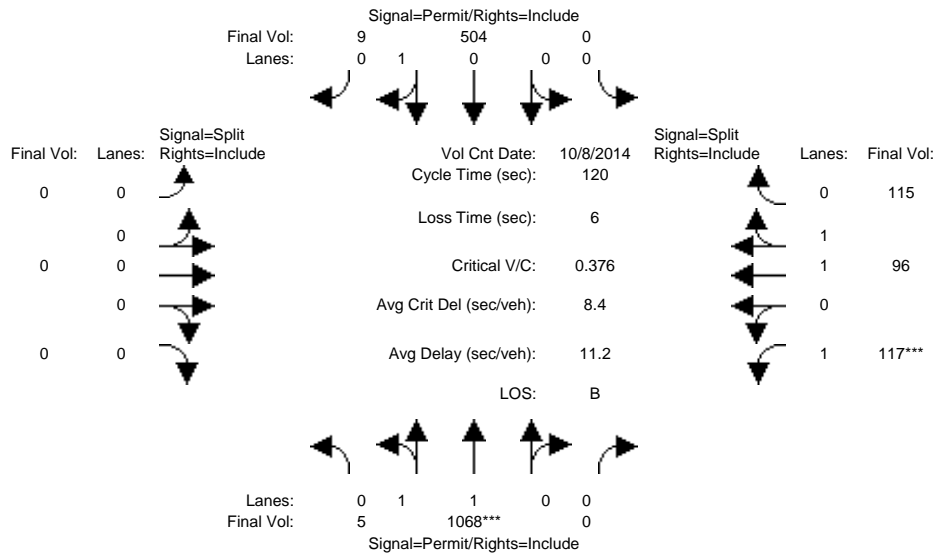 Signal=Permit/Rights=Include
Final Vol: 9 504 0
Lanes: 0 1 0 0 0
Signal=Split
Final Vol: Lanes: Rights=Include
Vol Cnt Date: 10/8/2014
Signal=Split
Rights=Include Lanes: Final Vol:
Cycle Time (sec): 120
0 0
0 115
Loss Time (sec): 6
0
1
0 0
Critical V/C: 0.376
1 96
0
Avg Crit Del (sec/veh): 8.4
0
0 0
Avg Delay (sec/veh): 11.2
1 117***
LOS: B
Lanes: 0 1 1 0 0
Final Vol: 5 1068*** 0
Signal=Permit/Rights=Include